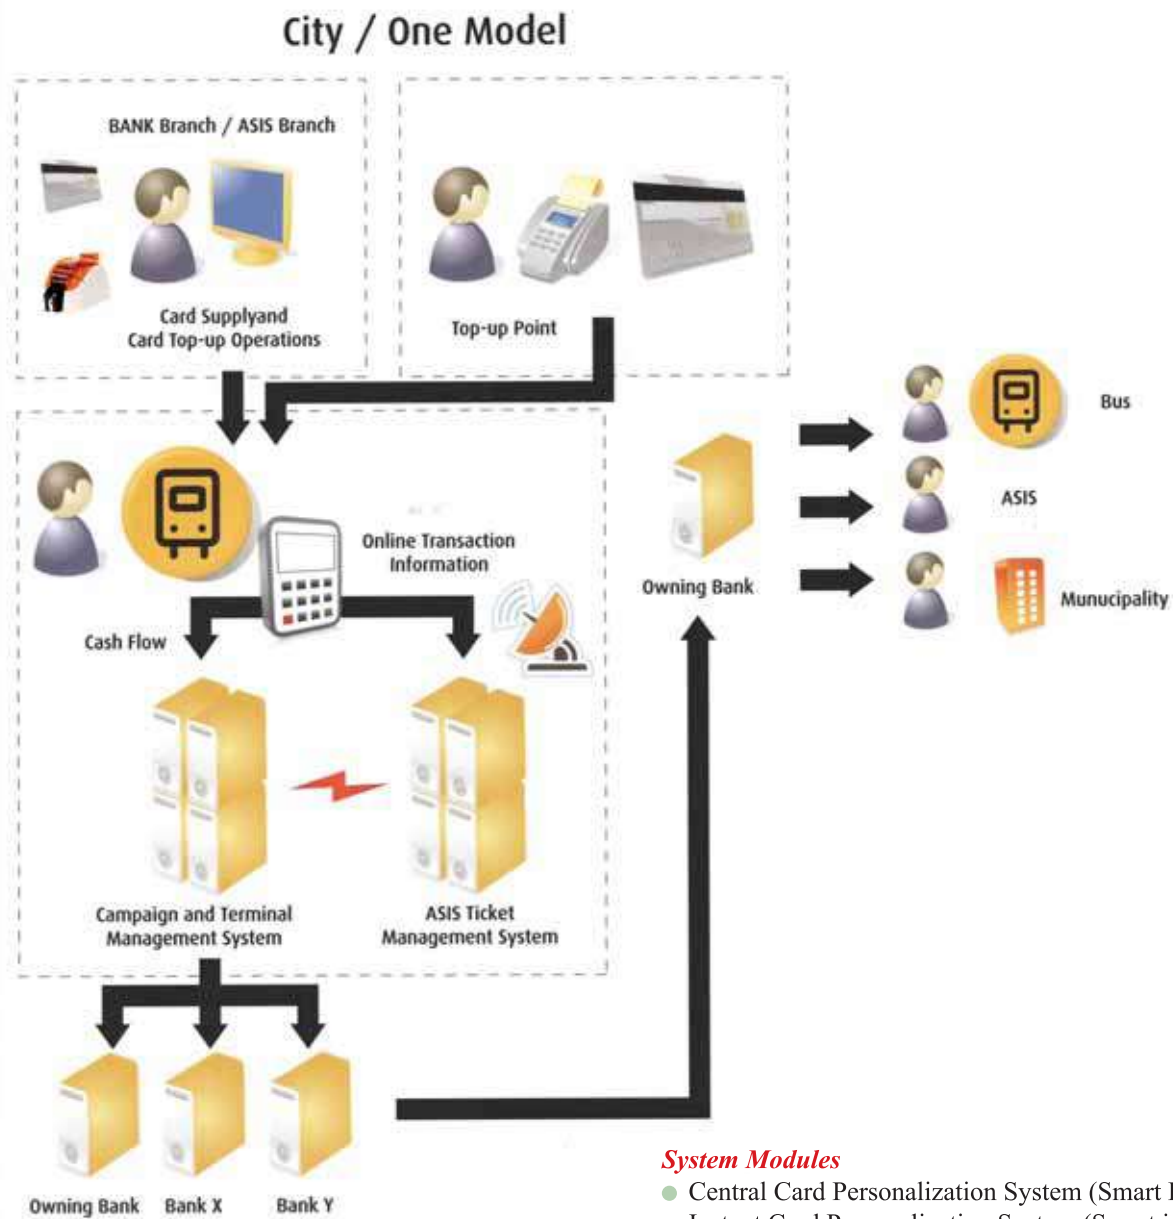 City / One Model
BANK Branch / ASIS Branch
Card Supplyand
Card Top-up Operations
Top-up Point
Bus
ASIS
Munucipality
Owning Bank
Online Transaction
Information
Cash Flow
Campaign and Terminal
Management System
ASIS Ticket
Management System
Owning Bank
Bank X
Bank Y
System Modules
Central Card Personalization System (Smart